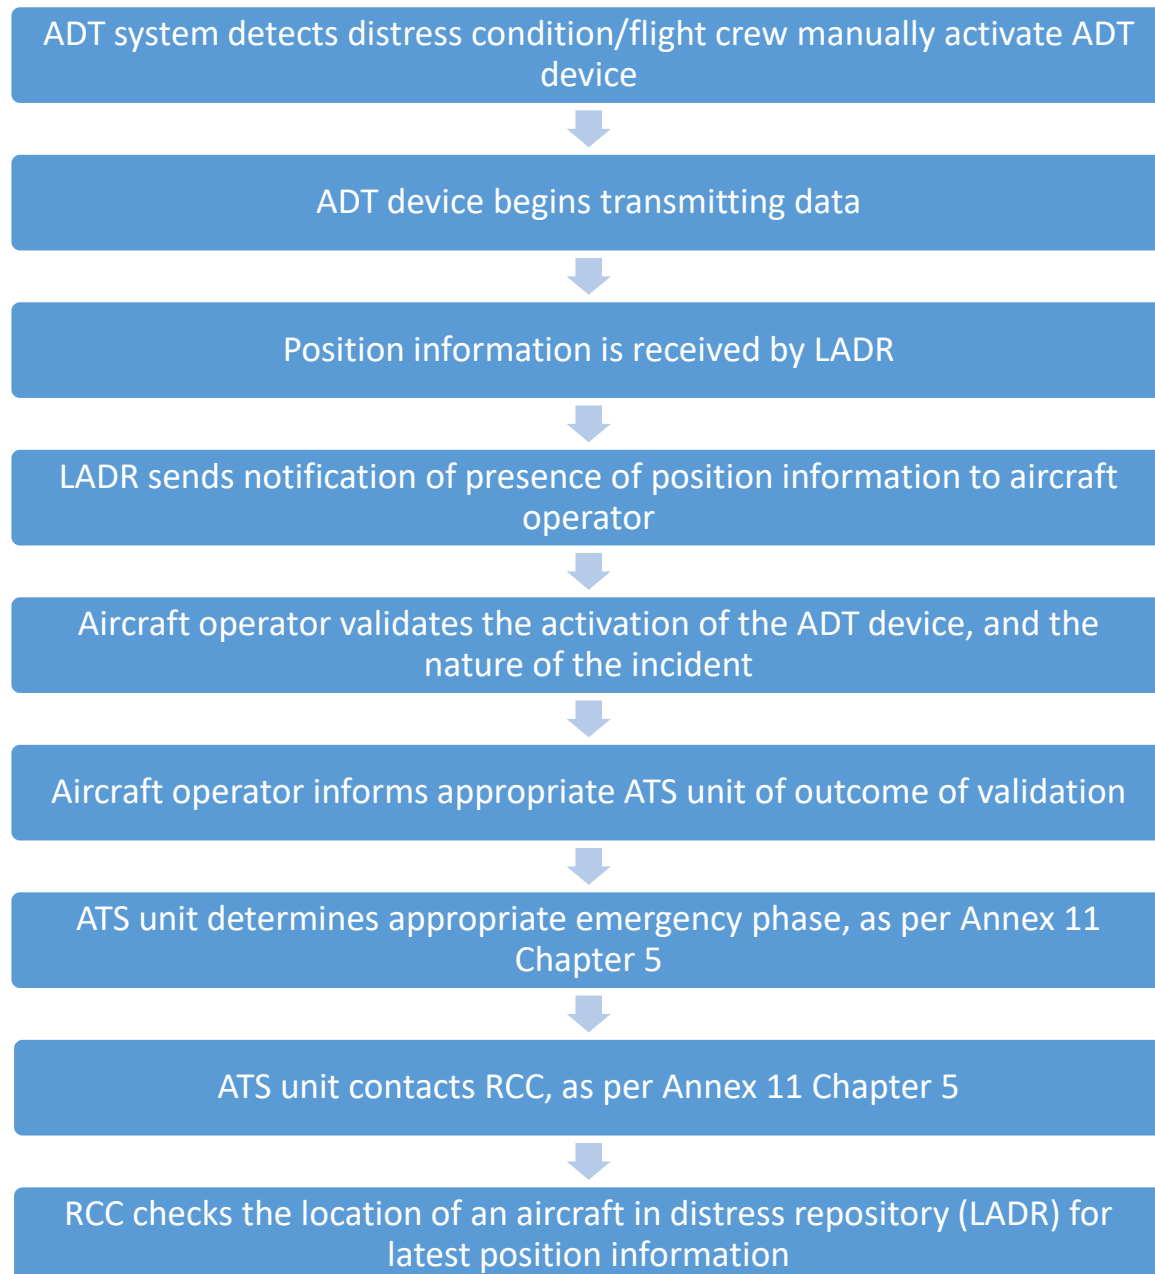 ADT system detects distress condition/flight crew manually activate ADT
device
ADT device begins transmitting data
Position information is received by LADR
LADR sends notification of presence of position information to aircraft
operator
Aircraft operator validates the activation of the ADT device, and the
nature of the incident
Aircraft operator informs appropriate ATS unit of outcome of validation
ATS unit determines appropriate emergency phase, as per Annex 11
Chapter 5
ATS unit contacts RCC, as per Annex 11 Chapter 5
RCC checks the location of an aircraft in distress repository (LADR) for
latest position information